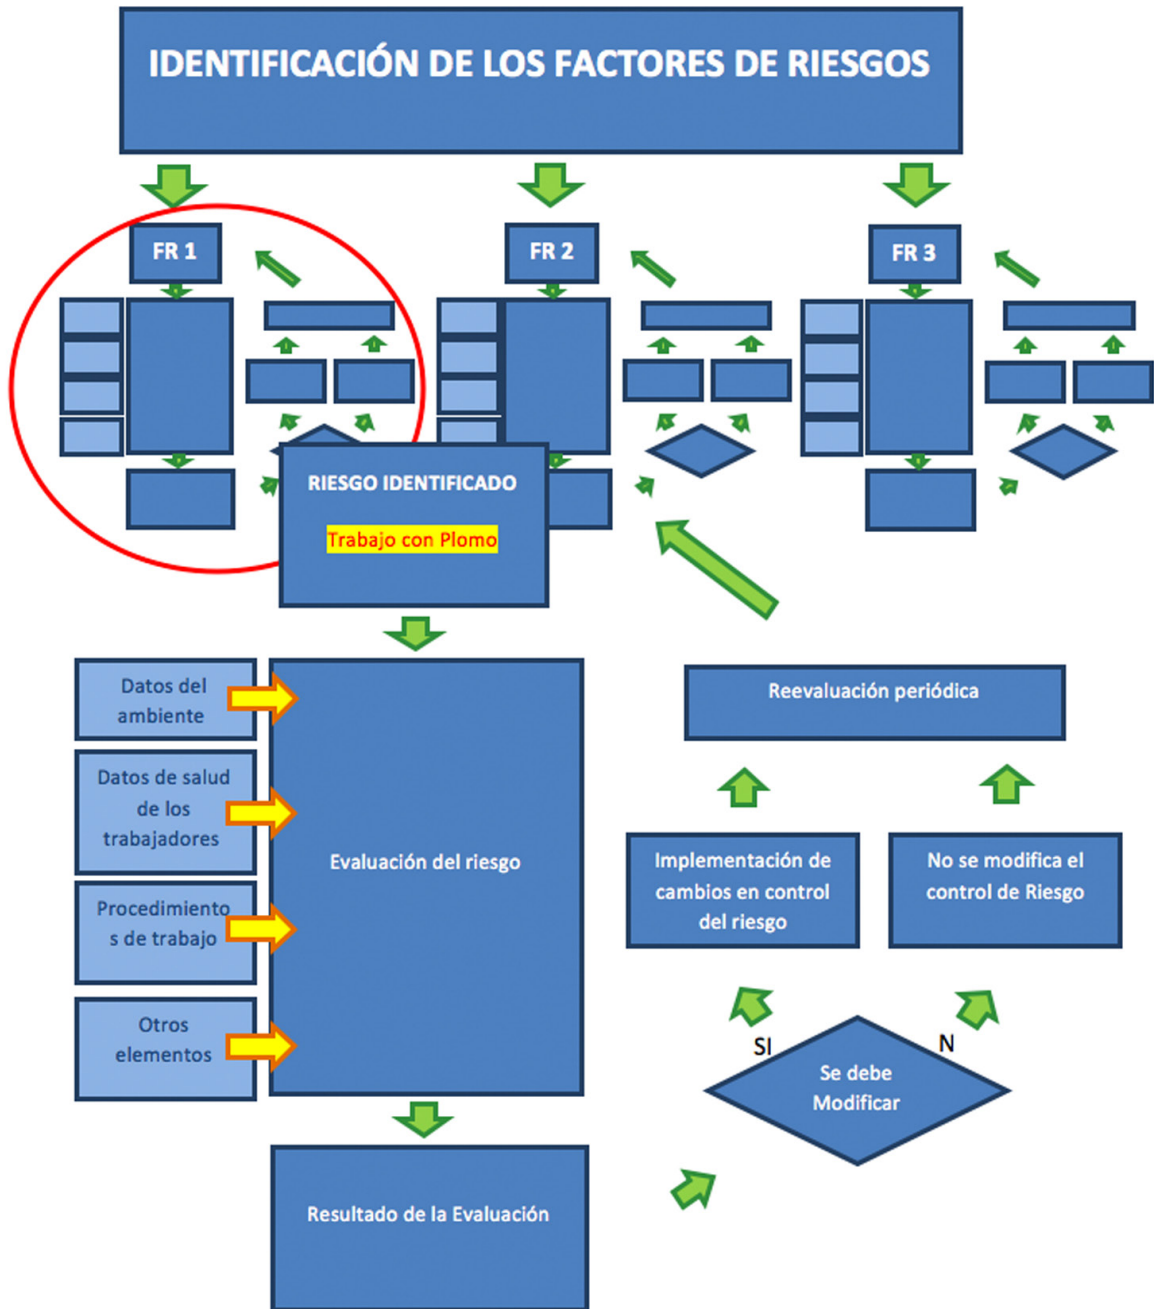 IDENTIFICACIÓN DE LOS FACTORES DE RIESGOS
FR 1
FR 2
FR 3
RIESGO IDENTIFICADO
Trabajo con Plomo
Datos del
ambiente
Datos de salud
de los
trabajadores
Procedimiento
s de trabajo
Otros
elementos
Evaluación del riesgo
Resultado de la Evaluación
Reevaluación periódica
Implementación de
cambios en control
del riesgo
No se modifica el
control de Riesgo
SI
N
Se debe
Modificar